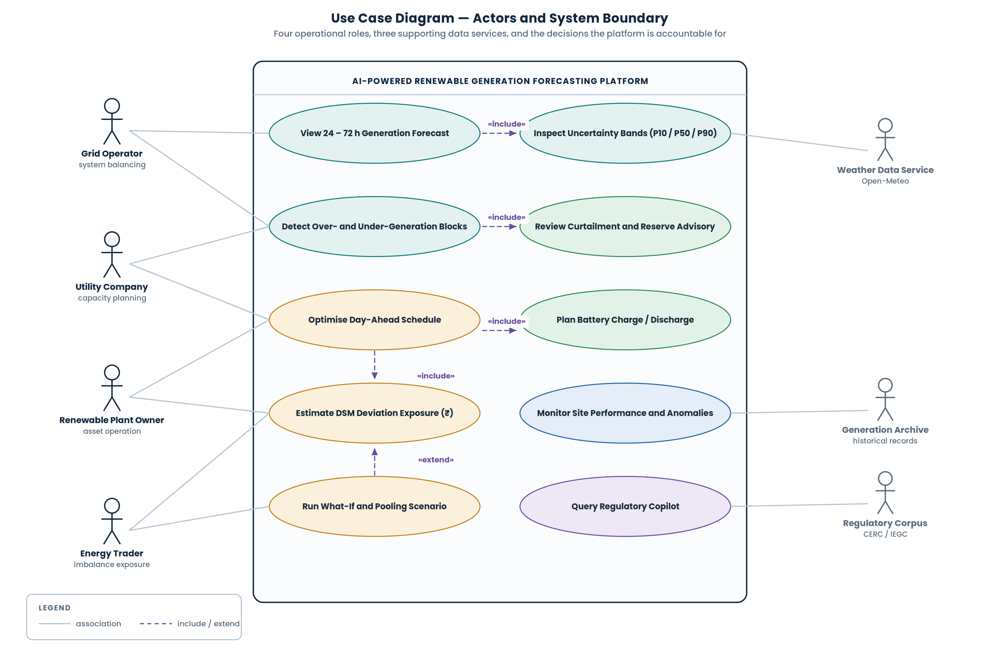 Use Case Diagram — Actors and System Boundary
Four operational roles, three supporting data services, and the decisions the platform is accountable for
AI-POWERED RENEWABLE GENERATION FORECASTING PLATFORM
Grid Operator
system balancing
Utility Company
capacity planning
Renewable Plant Owner
asset operation
Energy Trader
imbalance exposure
View 24 – 72 h Generation Forecast
«include»
Inspect Uncertainty Bands (P10 / P50 / P90)
Detect Over- and Under-Generation Blocks
«include»
Review Curtailment and Reserve Advisory
Optimise Day-Ahead Schedule
«include»
Plan Battery Charge / Discharge
«include»
Estimate DSM Deviation Exposure (₹)
Monitor Site Performance and Anomalies
«extend»
Run What-If and Pooling Scenario
Query Regulatory Copilot
Weather Data Service
Open-Meteo
Generation Archive
historical records
Regulatory Corpus
CERC / IEGC
LEGEND
association
include / extend